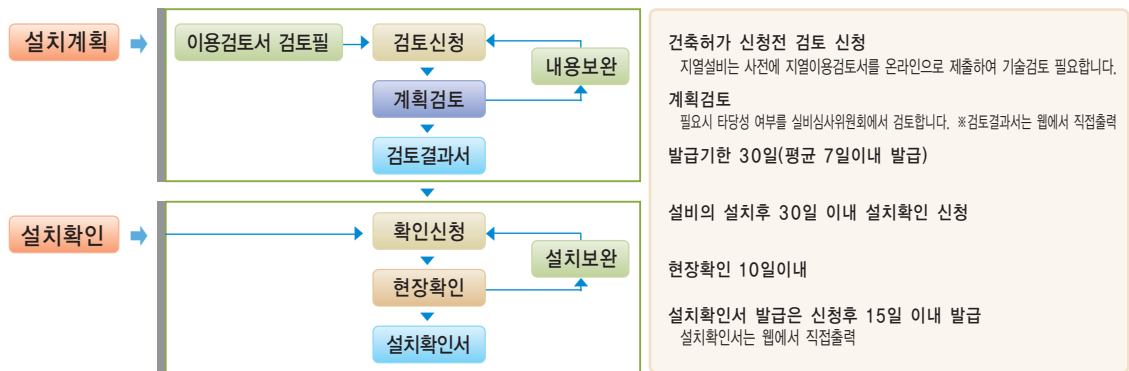 설치계획
이용검토서 검토필
검토신청
내용보완
계획검토
검토결과서
설치확인
확인신청
설치보완
현장확인
설치확인서
건축허가 신청전 검토 신청
지열설비는 사전에 지열이용검토서를 온라인으로 제출하여 기술검토 필요합니다.
계획검토
필요시 타당성 여부를 실비심사위원회에서 검토합니다. ※검토결과서는 웹에서 직접출력
발급기한 30일(평균 7일이내 발급)
설비의 설치후 30일 이내 설치확인 신청
현장확인 10일이내
설치확인서 발급은 신청후 15일 이내 발급
설치확인서는 웹에서 직접출력